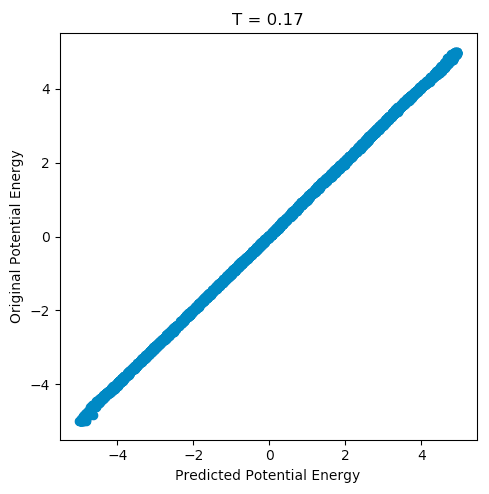 T = 0.17
Original Potential Energy
4
2
0
−2
−4
−4 −2 0 2 4
Predicted Potential Energy